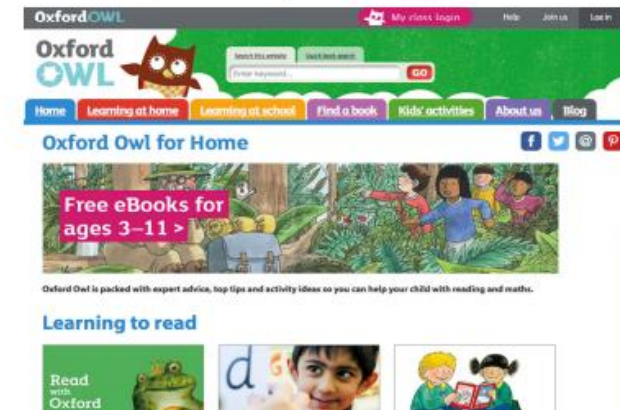 OxfordOWL
My class login
Help
Join us
Log in
Oxford
OWL
Search this website
Enter keyword...
GO
Home
Learning at home
Learning at school
Find a book
Kids' activities
About us
Blog
Oxford Owl for Home
Free eBooks for
ages 3–11 >
Oxford Owl is packed with expert advice, top tips and activity ideas so you can help your child with reading and maths.
Learning to read
Read
with
Oxford
d